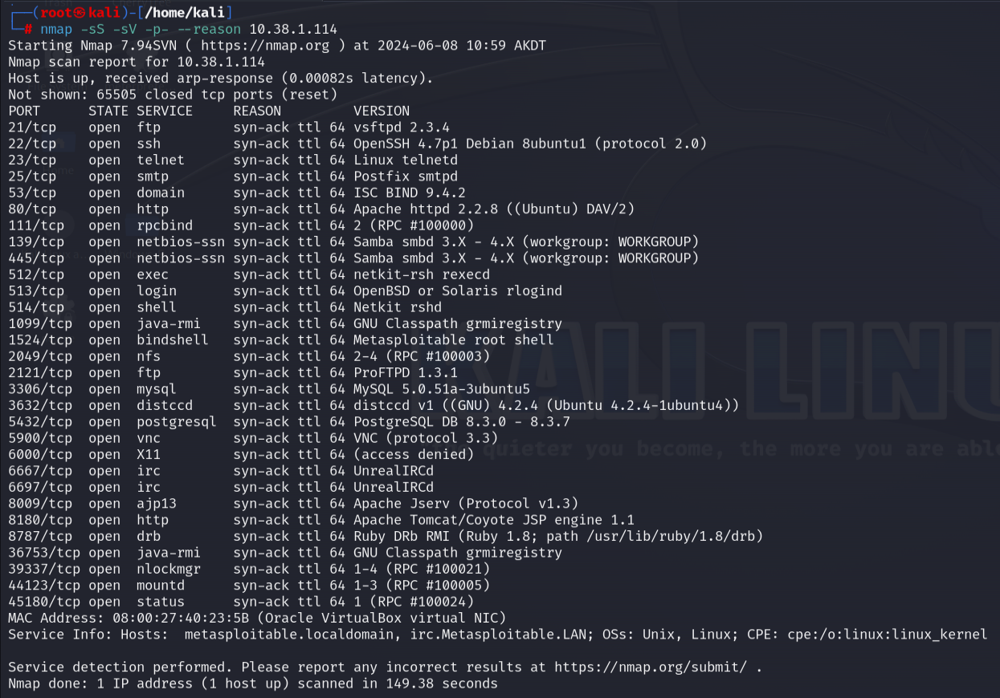 ┌──(root㉿kali)-[/home/kali]
└─# nmap -sS -sV -p- --reason 10.38.1.114
Starting Nmap 7.94SVN ( https://nmap.org ) at 2024-06-08 10:59 AKDT
Nmap scan report for 10.38.1.114
Host is up, received arp-response (0.00082s latency).
Not shown: 65505 closed tcp ports (reset)
PORT      STATE SERVICE     REASON         VERSION
21/tcp    open  ftp         syn-ack ttl 64 vsftpd 2.3.4
22/tcp    open  ssh         syn-ack ttl 64 OpenSSH 4.7p1 Debian 8ubuntu1 (protocol 2.0)
23/tcp    open  telnet      syn-ack ttl 64 Linux telnetd
25/tcp    open  smtp        syn-ack ttl 64 Postfix smtpd
53/tcp    open  domain      syn-ack ttl 64 ISC BIND 9.4.2
80/tcp    open  http        syn-ack ttl 64 Apache httpd 2.2.8 ((Ubuntu) DAV/2)
111/tcp   open  rpcbind     syn-ack ttl 64 2 (RPC #100000)
139/tcp   open  netbios-ssn syn-ack ttl 64 Samba smbd 3.X - 4.X (workgroup: WORKGROUP)
445/tcp   open  netbios-ssn syn-ack ttl 64 Samba smbd 3.X - 4.X (workgroup: WORKGROUP)
512/tcp   open  exec        syn-ack ttl 64 netkit-rsh rexecd
513/tcp   open  login       syn-ack ttl 64 OpenBSD or Solaris rlogind
514/tcp   open  shell       syn-ack ttl 64 Netkit rshd
1099/tcp  open  java-rmi    syn-ack ttl 64 GNU Classpath grmiregistry
1524/tcp  open  bindshell   syn-ack ttl 64 Metasploitable root shell
2049/tcp  open  nfs         syn-ack ttl 64 2-4 (RPC #100003)
2121/tcp  open  ftp         syn-ack ttl 64 ProFTPD 1.3.1
3306/tcp  open  mysql       syn-ack ttl 64 MySQL 5.0.51a-3ubuntu5
3632/tcp  open  distccd     syn-ack ttl 64 distccd v1 ((GNU) 4.2.4 (Ubuntu 4.2.4-1ubuntu4))
5432/tcp  open  postgresql  syn-ack ttl 64 PostgreSQL DB 8.3.0 - 8.3.7
5900/tcp  open  vnc         syn-ack ttl 64 VNC (protocol 3.3)
6000/tcp  open  X11         syn-ack ttl 64 (access denied)
6667/tcp  open  irc         syn-ack ttl 64 UnrealIRCd
6697/tcp  open  irc         syn-ack ttl 64 UnrealIRCd
8009/tcp  open  ajp13       syn-ack ttl 64 Apache Jserv (Protocol v1.3)
8180/tcp  open  http        syn-ack ttl 64 Apache Tomcat/Coyote JSP engine 1.1
8787/tcp  open  drb         syn-ack ttl 64 Ruby DRb RMI (Ruby 1.8; path /usr/lib/ruby/1.8/drb)
36753/tcp open  java-rmi    syn-ack ttl 64 GNU Classpath grmiregistry
39337/tcp open  nlockmgr    syn-ack ttl 64 1-4 (RPC #100021)
44123/tcp open  mountd      syn-ack ttl 64 1-3 (RPC #100005)
45180/tcp open  status      syn-ack ttl 64 1 (RPC #100024)
MAC Address: 08:00:27:40:23:5B (Oracle VirtualBox virtual NIC)
Service Info: Hosts:  metasploitable.localdomain, irc.Metasploitable.LAN; OSs: Unix, Linux; CPE: cpe:/o:linux:linux_kernel
Service detection performed. Please report any incorrect results at https://nmap.org/submit/ .
Nmap done: 1 IP address (1 host up) scanned in 149.38 seconds
KALI LINU
quieter you become, the more you are abl